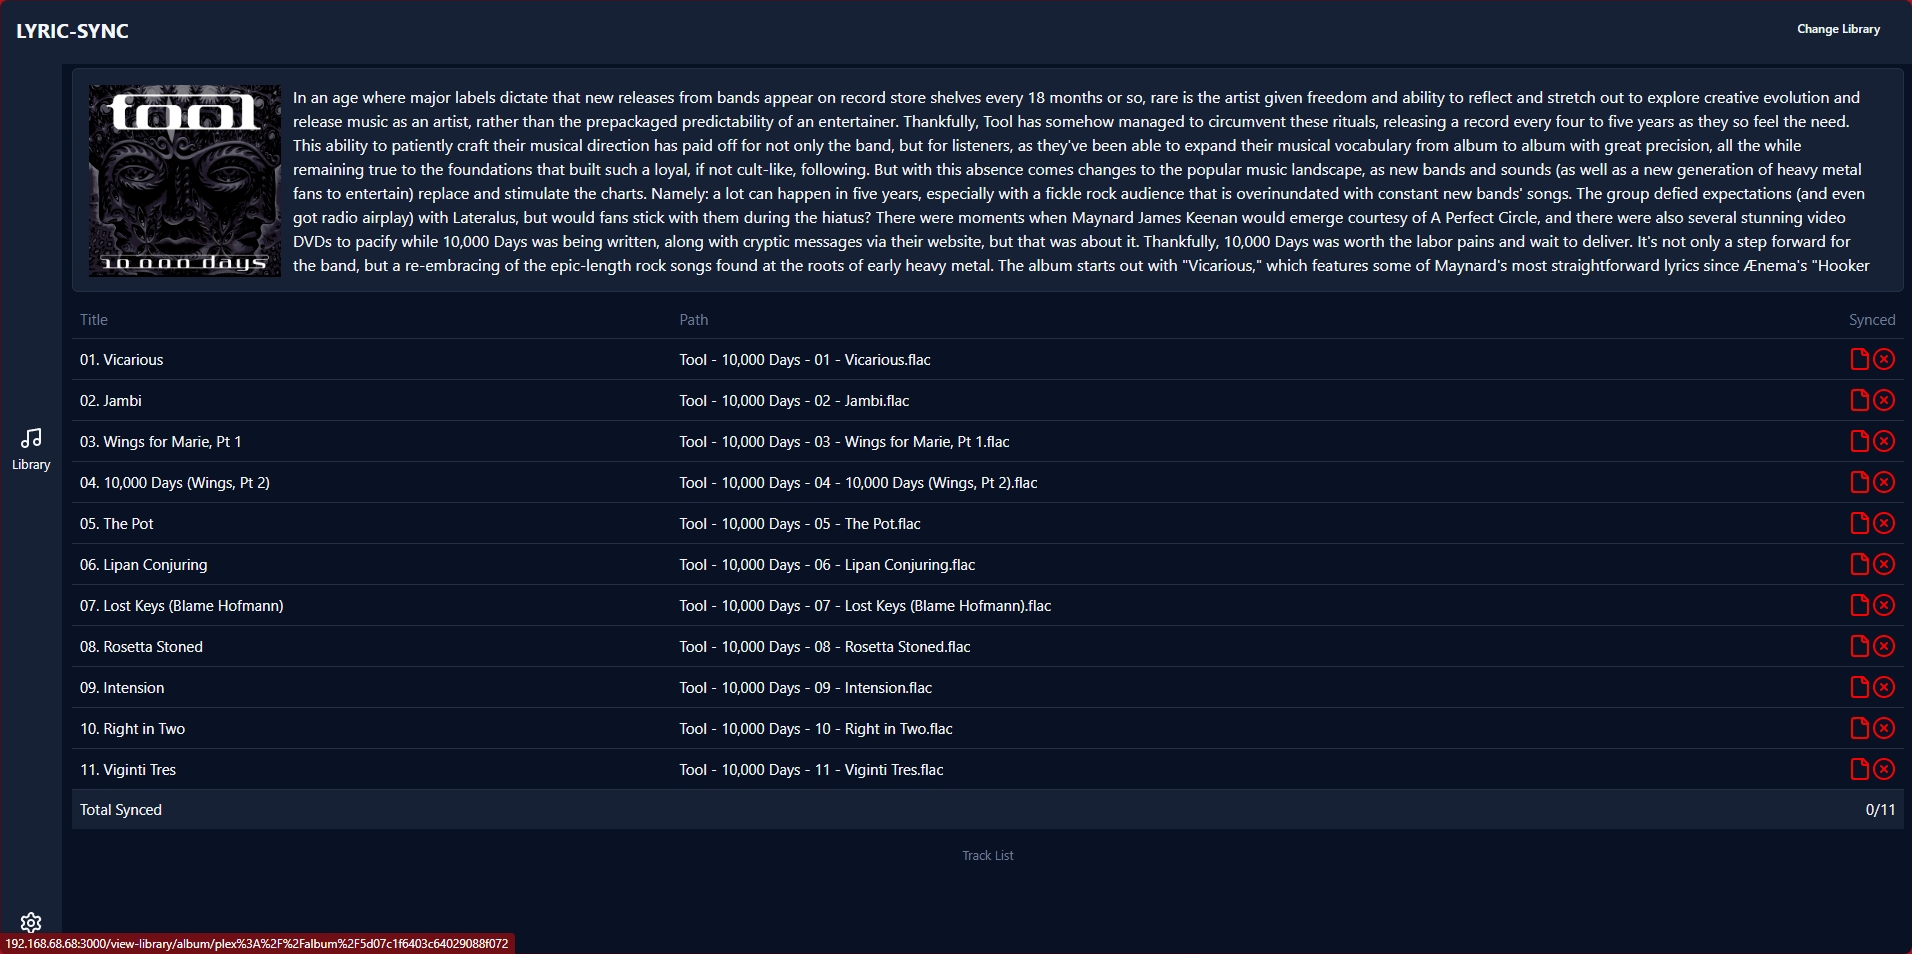 LYRIC-SYNC
Change Library
tool
10,000 days
In an age where major labels dictate that new releases from bands appear on record store shelves every 18 months or so, rare is the artist given freedom and ability to reflect and stretch out to explore creative evolution and
release music as an artist, rather than the prepackaged predictability of an entertainer. Thankfully, Tool has somehow managed to circumvent these rituals, releasing a record every four to five years as they so feel the need.
This ability to patiently craft their musical direction has paid off for not only the band, but for listeners, as they've been able to expand their musical vocabulary from album to album with great precision, all the while
remaining true to the foundations that built such a loyal, if not cult-like, following. But with this absence comes changes to the popular music landscape, as new bands and sounds (as well as a new generation of heavy metal
fans to entertain) replace and stimulate the charts. Namely: a lot can happen in five years, especially with a fickle rock audience that is overinundated with constant new bands' songs. The group defied expectations (and even
got radio airplay) with Lateralus, but would fans stick with them during the hiatus? There were moments when Maynard James Keenan would emerge courtesy of A Perfect Circle, and there were also several stunning video
DVDs to pacify while 10,000 Days was being written, along with cryptic messages via their website, but that was about it. Thankfully, 10,000 Days was worth the labor pains and wait to deliver. It's not only a step forward for
the band, but a re-embracing of the epic-length rock songs found at the roots of early heavy metal. The album starts out with "Vicarious," which features some of Maynard's most straightforward lyrics since Ænema's "Hooker
Title Path Synced
01. Vicarious Tool - 10,000 Days - 01 - Vicarious.flac
02. Jambi Tool - 10,000 Days - 02 - Jambi.flac
03. Wings for Marie, Pt 1 Tool - 10,000 Days - 03 - Wings for Marie, Pt 1.flac
04. 10,000 Days (Wings, Pt 2) Tool - 10,000 Days - 04 - 10,000 Days (Wings, Pt 2).flac
05. The Pot Tool - 10,000 Days - 05 - The Pot.flac
06. Lipan Conjuring Tool - 10,000 Days - 06 - Lipan Conjuring.flac
07. Lost Keys (Blame Hofmann) Tool - 10,000 Days - 07 - Lost Keys (Blame Hofmann).flac
08. Rosetta Stoned Tool - 10,000 Days - 08 - Rosetta Stoned.flac
09. Intension Tool - 10,000 Days - 09 - Intension.flac
10. Right in Two Tool - 10,000 Days - 10 - Right in Two.flac
11. Viginti Tres Tool - 10,000 Days - 11 - Viginti Tres.flac
Total Synced 0/11
Track List
Library
192.168.68.68:3000/view-library/album/plex%3A%2F%2Falbum%2F5d07c1f6403c64029088f072